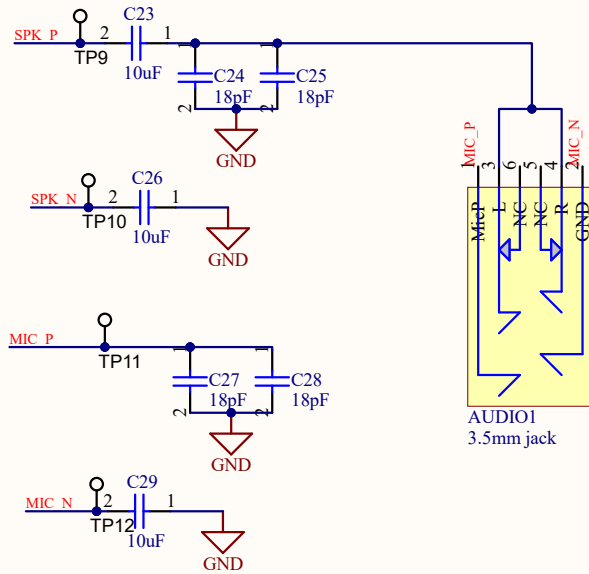 C23
SPK_P
2
1
TP9
10uF
1
C24
18pF
2
1
C25
18pF
2
GND
C26
SPK_N
2
1
TP10
10uF
GND
MIC_P
TP11
1
C27
18pF
2
1
C28
18pF
2
GND
C29
MIC_N
2
1
TP12
10uF
GND
MIC_P
MIC_N
1
3
6
5
4
2
MicP
L
NC
NC
R
GND
AUDIO1
3.5mm jack